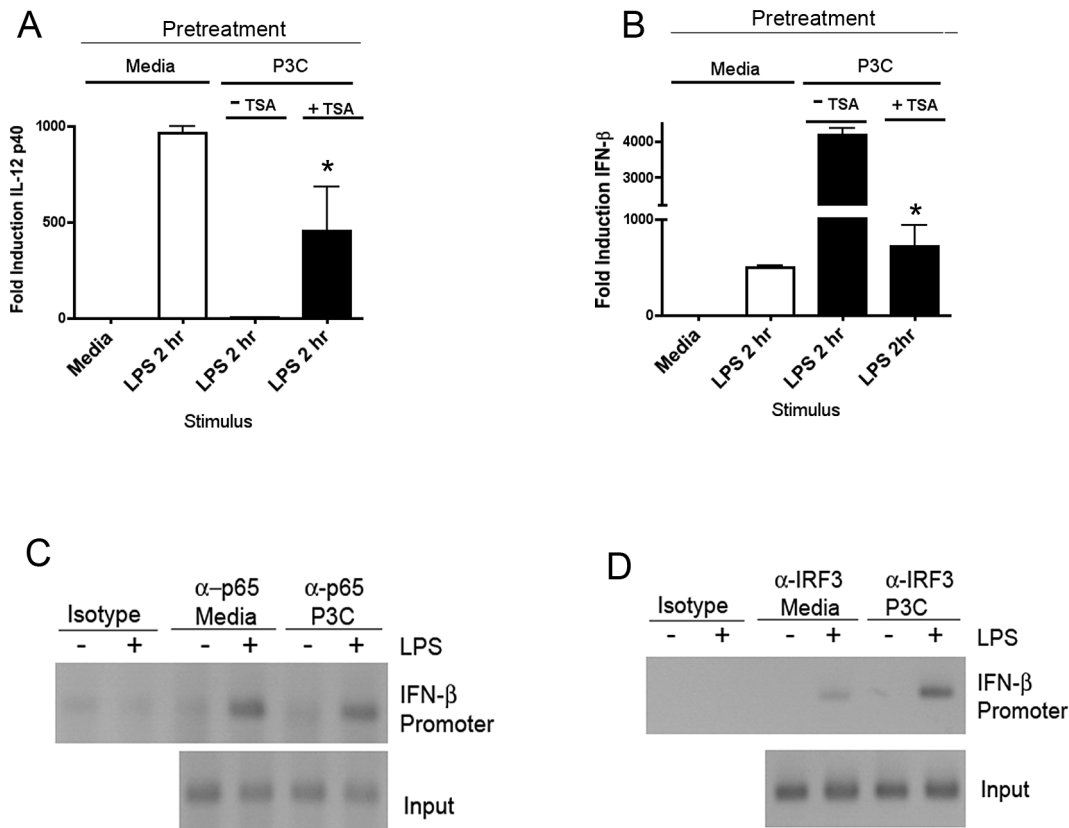 A
Pretreatment
Media P3C
- TSA + TSA
Fold Induction IL-12 p40
1000
500
0
*
Media LPS 2 hr LPS 2 hr LPS 2 hr
Stimulus
B
Pretreatment
Media P3C
- TSA + TSA
Fold Induction IFN-β
4000
3000
1000
0
*
Media LPS 2 hr LPS 2 hr LPS 2hr
Stimulus
C
α–p65 α-p65
Isotype Media P3C
- + - + - + LPS
IFN-β
Promoter
Input
D
α-IRF3 α-IRF3
Isotype Media P3C
- + - + - + LPS
IFN-β
Promoter
Input